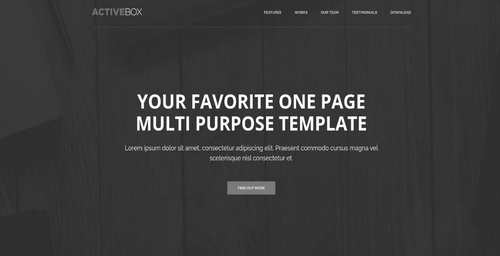 ACTIVEBOX
FEATURES WORKS OUR TEAM TESTIMONIALS DOWNLOAD
YOUR FAVORITE ONE PAGE
MULTI PURPOSE TEMPLATE
Lorem ipsum dolor sit amet, consectetur adipiscing elit. Praesent commodo cursus magna vel
scelerisque nisl consectetur et.
FIND OUT MORE